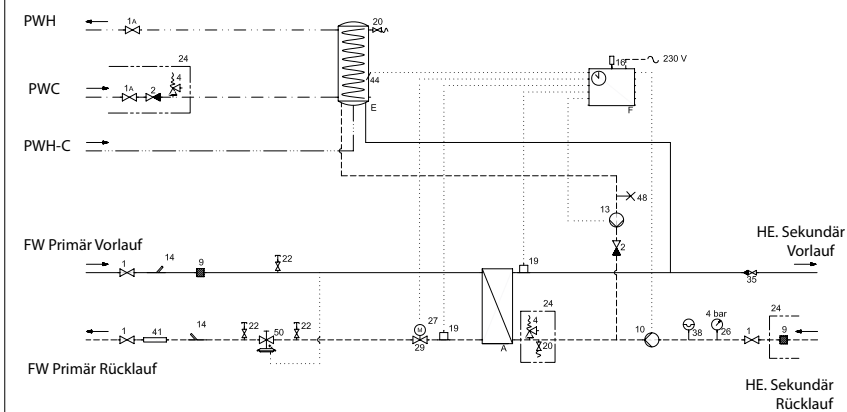 PWH
1A
20
24
4
16
230 V
PWC
1A
2
44
E
F
PWH-C
48
13
FW Primär Vorlauf
HE. Sekundär
Vorlauf
2
1
14
9
22
19
35
24
27
4 bar
24
1
41
14
22
50
22
M
19
4
10
38
26
1
9
29
A
20
FW Primär Rücklauf
HE. Sekundär
Rücklauf